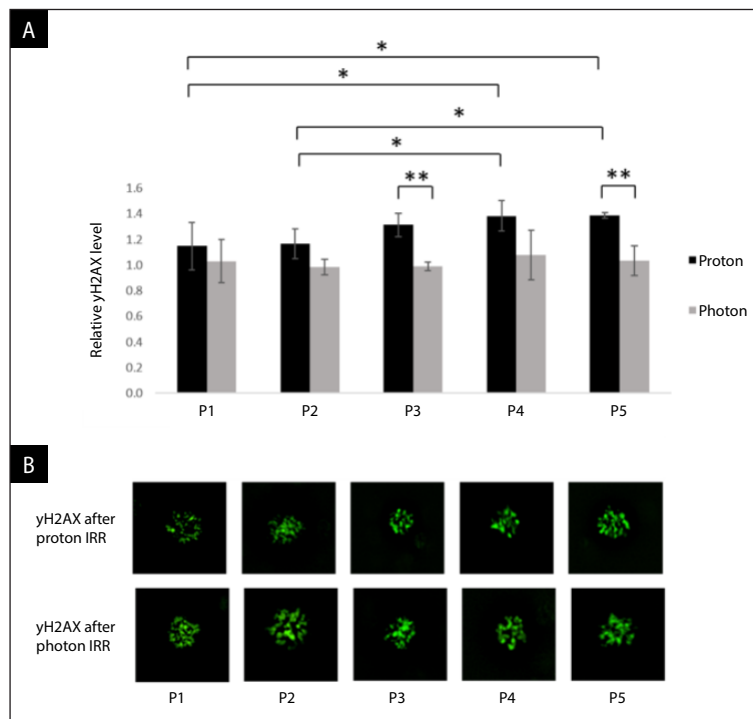 A
*
*
*
*
** **
1.6
1.4
1.2
1.0
0.8
0.6
0.4
0.2
0.0
Relative yH2AX level
Proton
Photon
P1 P2 P3 P4 P5
B
yH2AX after
proton IRR
yH2AX after
photon IRR
P1 P2 P3 P4 P5